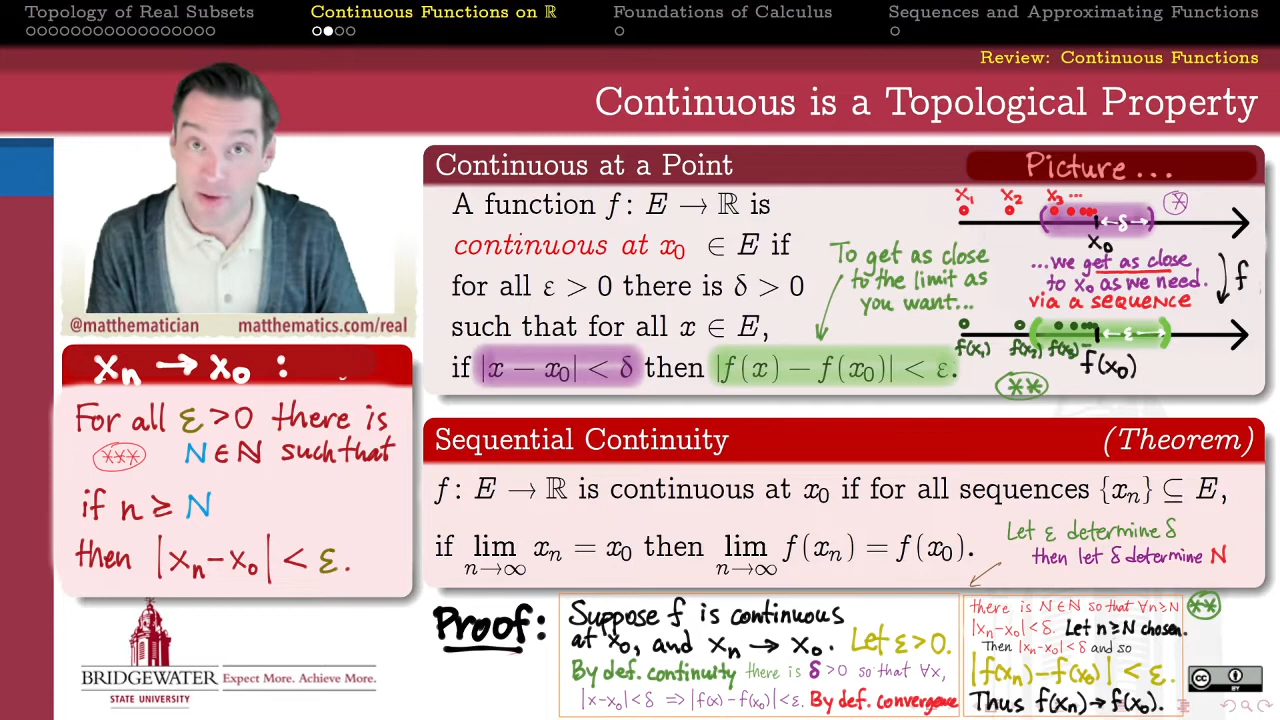 Topology of Real Subsets
Continuous Functions on ℝ
Foundations of Calculus
Sequences and Approximating Functions
Review: Continuous Functions
Continuous is a Topological Property
@matthematician matthematics.com/real
xₙ → x₀ :
For all ε > 0 there is
*** N ∈ ℕ such that
if n ≥ N
then |xₙ - x₀| < ε.
BRIDGEWATER
STATE UNIVERSITY
Expect More. Achieve More.
Continuous at a Point
A function f: E → ℝ is
continuous at x₀ ∈ E if
for all ε > 0 there is δ > 0
such that for all x ∈ E,
if |x − x₀| < δ then |f(x) − f(x₀)| < ε.
To get as close
to the limit as
you want...
Picture ...
x₁ x₂ x₃ ... *
δ
x₀
...we get as close
to x₀ as we need.
via a sequence
f
ε
f(x₁) f(x₂) f(x₃) ... f(x₀)
**
Sequential Continuity (Theorem)
f: E → ℝ is continuous at x₀ if for all sequences {xₙ} ⊆ E,
if lim n→∞ xₙ = x₀ then lim n→∞ f(xₙ) = f(x₀).
Let ε determine δ
then let δ determine N
Proof:
Suppose f is continuous
at x₀, and xₙ → x₀. Let ε > 0.
By def. continuity there is δ > 0 so that ∀x,
|x-x₀| < δ => |f(x)-f(x₀)| < ε. By def. convergence
there is N ∈ ℕ so that ∀n ≥ N **
|xₙ-x₀| < δ. Let n ≥ N chosen.
Then |xₙ-x₀| < δ and so
|f(xₙ)-f(x₀)| < ε.
Thus f(xₙ) → f(x₀).
CC BY